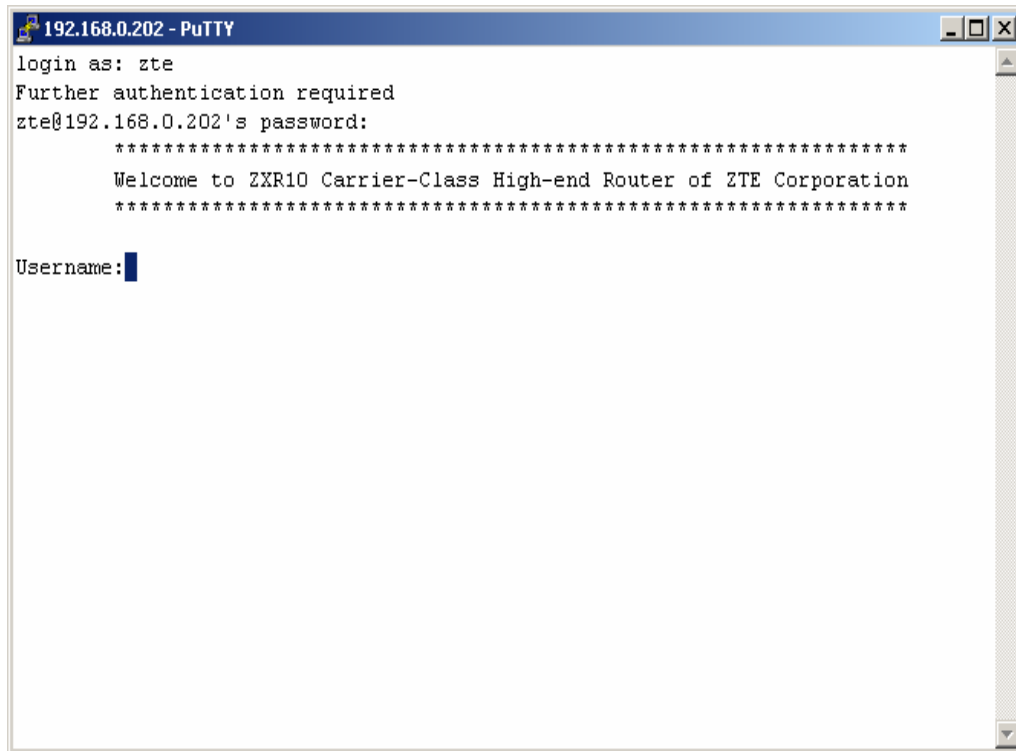 192.168.0.202 - PuTTY
login as: zte
Further authentication required
zte@192.168.0.202's password:
*****************************************************************
Welcome to ZXR10 Carrier-Class High-end Router of ZTE Corporation
*****************************************************************
Username: